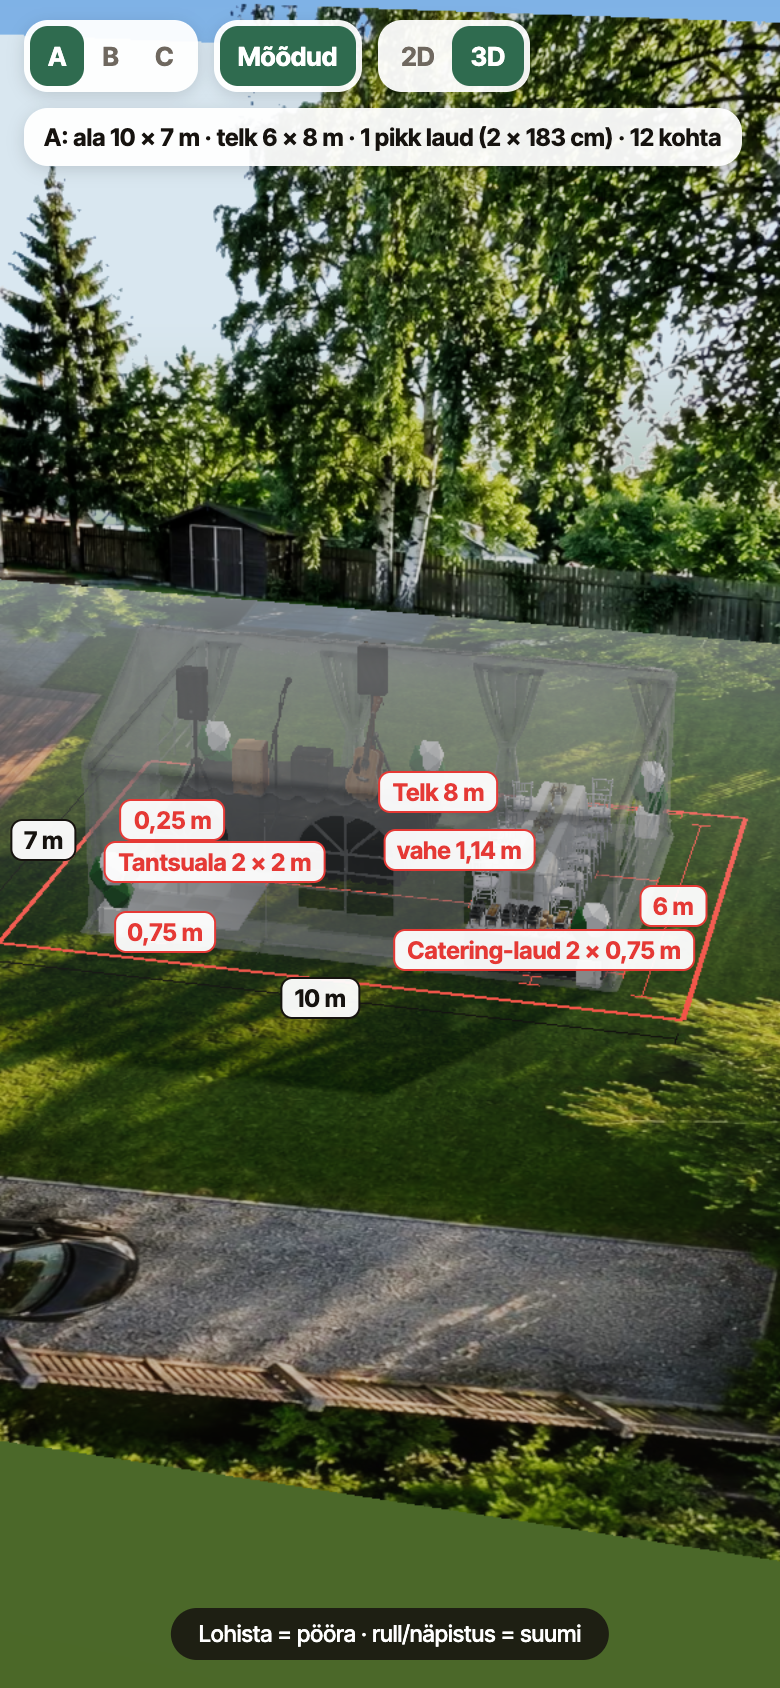 A B C Mõõdud 2D 3D
A: ala 10 × 7 m · telk 6 × 8 m · 1 pikk laud (2 × 183 cm) · 12 kohta
Telk 8 m
0,25 m
7 m
vahe 1,14 m
Tantsuala 2 × 2 m
6 m
0,75 m
Catering-laud 2 × 0,75 m
10 m
Lohista = pööra · rull/näpistus = suumi